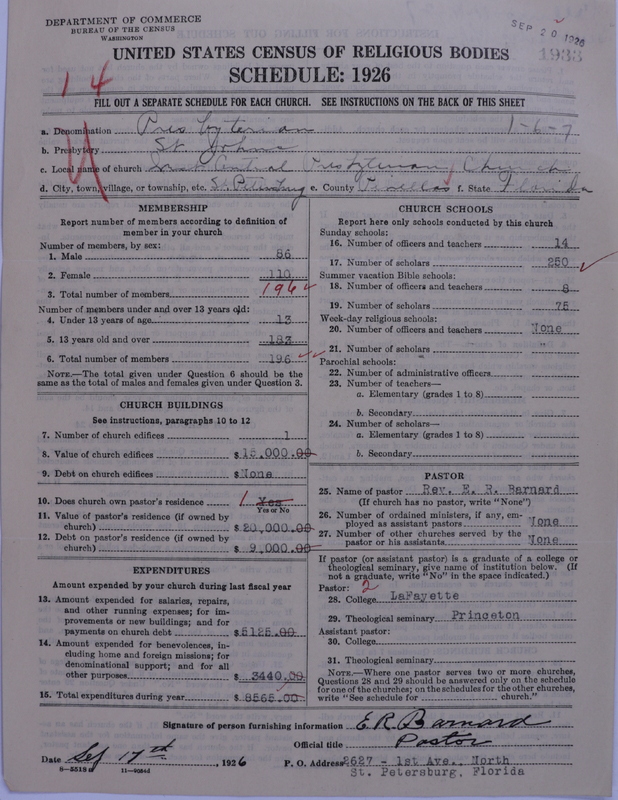 DEPARTMENT OF COMMERCE
BUREAU OF THE CENSUS
WASHINGTON
SEP 20 1926
1933
UNITED STATES CENSUS OF RELIGIOUS BODIES
SCHEDULE: 1926
14
FILL OUT A SEPARATE SCHEDULE FOR EACH CHURCH. SEE INSTRUCTIONS ON THE BACK OF THIS SHEET
a. Denomination Presbyterian 1-6-7
b. Presbytery St Johns
c. Local name of church Central Presbyterian Church
d. City, town, village, or township, etc. St. Petersburg e. County Pinellas f. State Florida
MEMBERSHIP
Report number of members according to definition of
member in your church
Number of members, by sex:
1. Male 86
2. Female 110
3. Total number of members 196
Number of members under and over 13 years old:
4. Under 13 years of age 13
5. 13 years old and over 183
6. Total number of members 196
NOTE.—The total given under Question 6 should be
same as the total of males and females given under Question 3.
CHURCH BUILDINGS
See instructions, paragraphs 10 to 12
7. Number of church edifices 1
8. Value of church edifices $15,000.00
9. Debt on church edifices $None
10. Does church own pastor's residence 1 Yes
Yes or No
11. Value of pastor's residence (if owned by
church) $20,000.00
12. Debt on pastor's residence (if owned by
church) $9,000.00
EXPENDITURES
Amount expended by your church during last fiscal year
13. Amount expended for salaries, repairs,
and other running expenses; for im-
provements or new buildings; and for
payments on church debt $5125.00
14. Amount expended for benevolences, in-
cluding home and foreign missions; for
denominational support; and for all
other purposes $3440.00
15. Total expenditures during year $8565.00
CHURCH SCHOOLS
Report here only schools conducted by this church
Sunday schools:
16. Number of officers and teachers 14
17. Number of scholars 250
Summer vacation Bible schools:
18. Number of officers and teachers 8
19. Number of scholars 75
Week-day religious schools:
20. Number of officers and teachers None
21. Number of scholars "
Parochial schools:
22. Number of administrative officers
23. Number of teachers—
a. Elementary (grades 1 to 8)
b. Secondary
24. Number of scholars—
a. Elementary (grades 1 to 8)
b. Secondary
PASTOR
25. Name of pastor Rev. E. R. Barnard
(If church has no pastor, write "None")
26. Number of ordained ministers, if any, em-
ployed as assistant pastors None
27. Number of other churches served by the
pastor or his assistants None
If pastor (or assistant pastor) is a graduate of a college or
theological seminary, give name of institution below. (If
not a graduate, write "No" in the space indicated.)
Pastor: 2
28. College LaFayette
29. Theological seminary Princeton
Assistant pastor:
30. College
31. Theological seminary
NOTE.—Where one pastor serves two or more churches,
Questions 28 and 29 should be answered only on the schedule
for one of the churches; on the schedules for the other churches,
write "See schedule for church."
Signature of person furnishing information E. R. Barnard
Official title Pastor
Date Sep 17th, 1926 P. O. Address 2627 - 1st Ave. North
St. Petersburg, Florida
8-5518 11-9084d